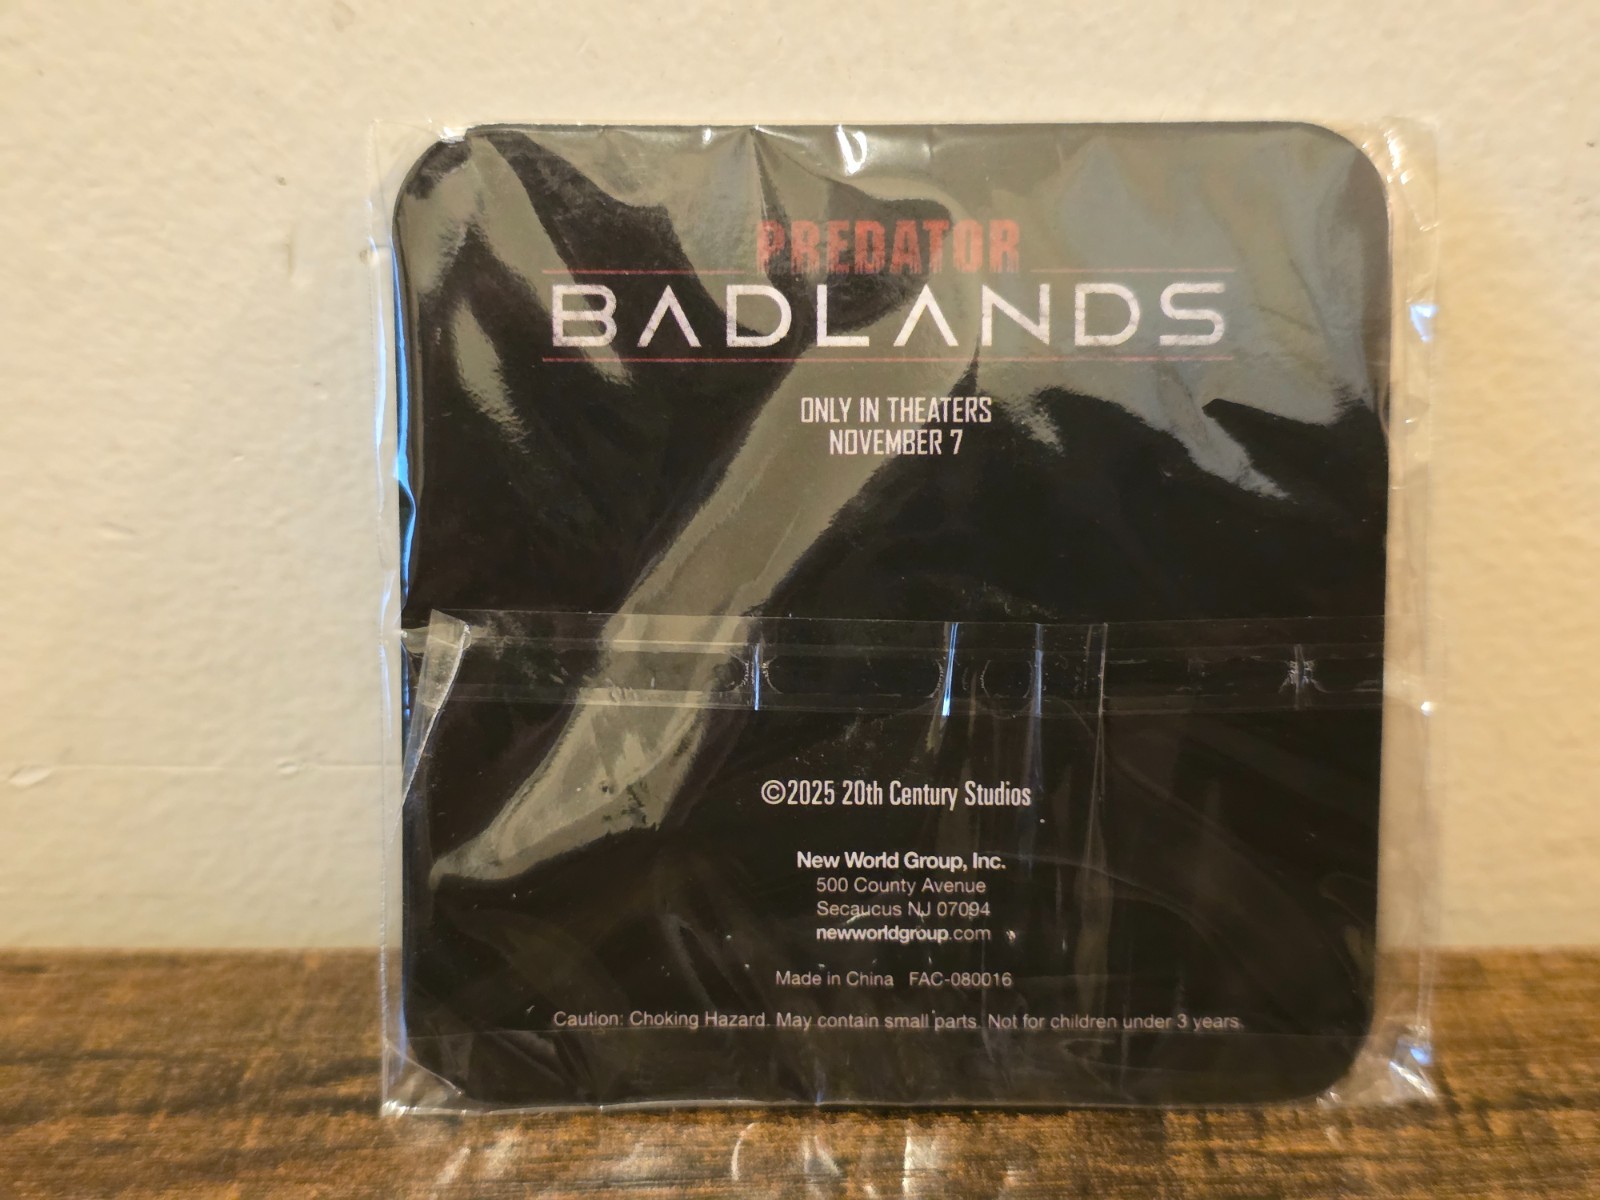 PREDATOR
BADLANDS
ONLY IN THEATERS
NOVEMBER 7
©2025 20th Century Studios
New World Group, Inc.
500 County Avenue
Secaucus NJ 07094
newworldgroup.com
Made in China FAC-080016
Caution: Choking Hazard. May contain small parts. Not for children under 3 years.